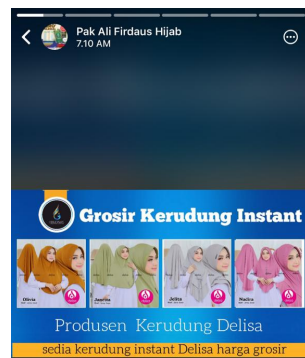 Pak Ali Firdaus Hijab
7.10 AM
Grosir Kerudung Instant
Olivia
Jasmine
Jelita
Nadira
Produsen Kerudung Delisa
sedia kerudung instant Delisa harga grosir